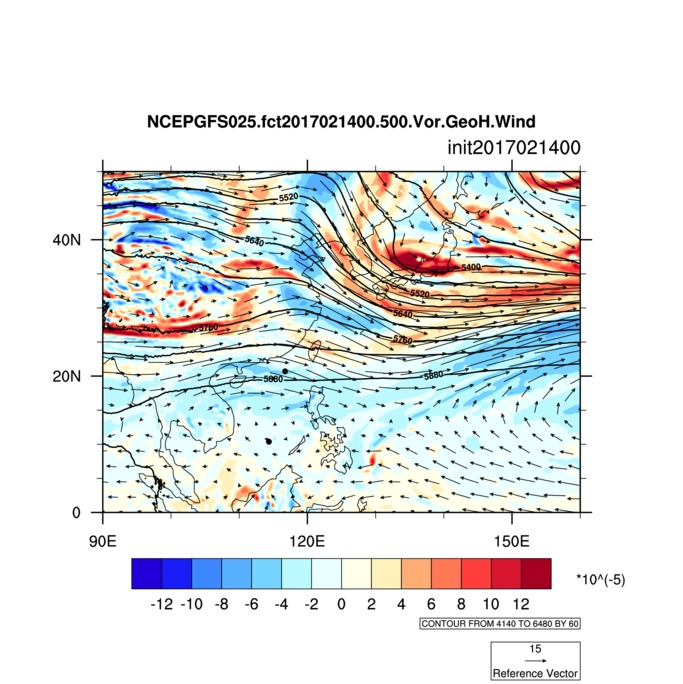 NCEPGFS025.fct2017021400.500.Vor.GeoH.Wind
init2017021400
5520
40N
5640
5400
5520
5640
5760
5760
20N
5880
5880
0
90E 120E 150E
-12 -10 -8 -6 -4 -2 0 2 4 6 8 10 12
*10^(-5)
CONTOUR FROM 4140 TO 6480 BY 60
15
Reference Vector